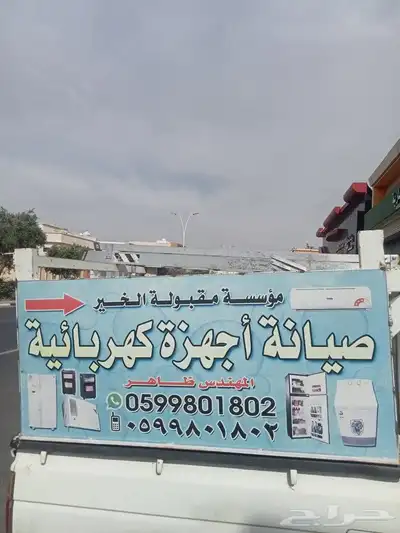 مؤسسة مقبولة الخير
صيانة أجهزة كهربائية
المهندس ظاهر
0599801802
٠٥٩٩٨٠١٨٠٢
حراج